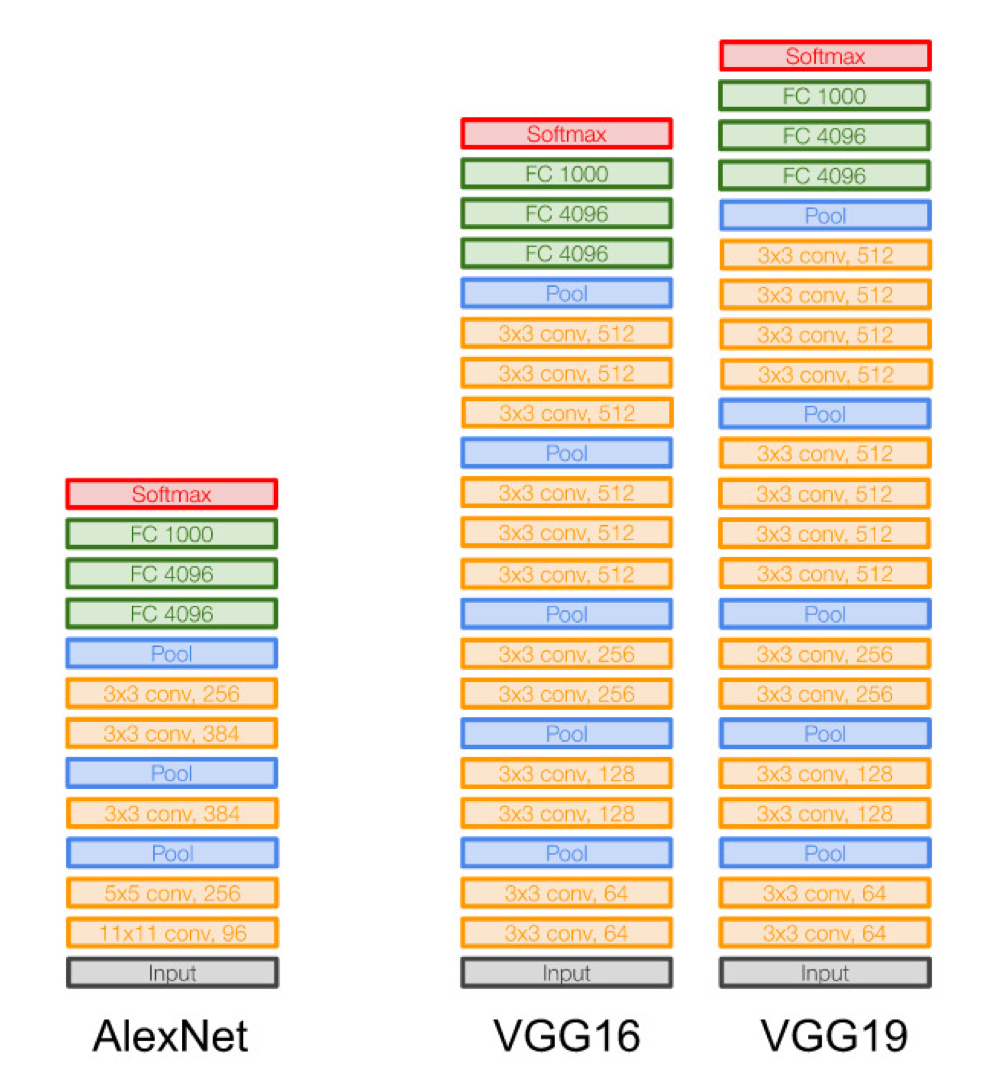 Softmax
FC 1000
FC 4096
FC 4096
Pool
3x3 conv, 256
3x3 conv, 384
Pool
3x3 conv, 384
Pool
5x5 conv, 256
11x11 conv, 96
Input
AlexNet
Softmax
FC 1000
FC 4096
FC 4096
Pool
3x3 conv, 512
3x3 conv, 512
3x3 conv, 512
Pool
3x3 conv, 512
3x3 conv, 512
3x3 conv, 512
Pool
3x3 conv, 256
3x3 conv, 256
Pool
3x3 conv, 128
3x3 conv, 128
Pool
3x3 conv, 64
3x3 conv, 64
Input
VGG16
Softmax
FC 1000
FC 4096
FC 4096
Pool
3x3 conv, 512
3x3 conv, 512
3x3 conv, 512
3x3 conv, 512
Pool
3x3 conv, 512
3x3 conv, 512
3x3 conv, 512
3x3 conv, 512
Pool
3x3 conv, 256
3x3 conv, 256
Pool
3x3 conv, 128
3x3 conv, 128
Pool
3x3 conv, 64
3x3 conv, 64
Input
VGG19